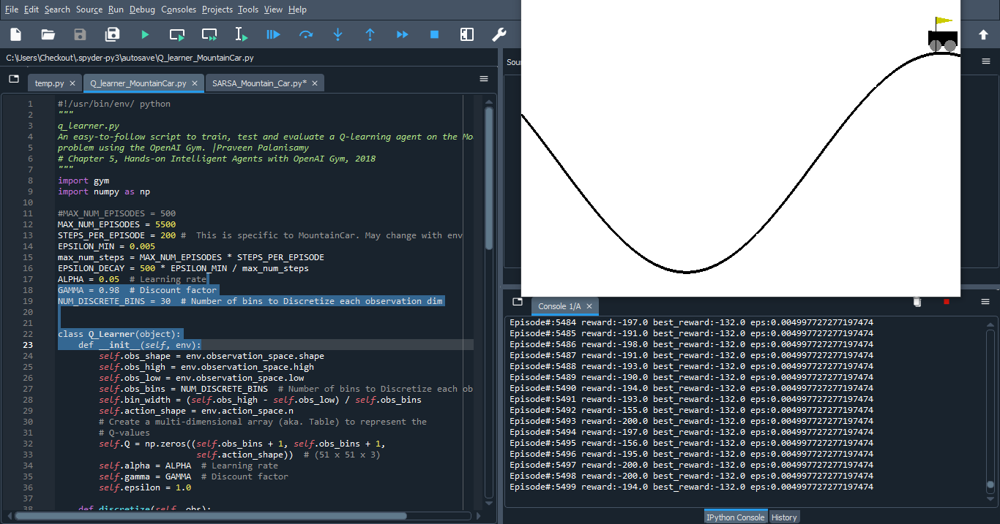 File Edit Search Source Run Debug Consoles Projects Tools View Help
C:\Users\Checkout\.spyder-py3\autosave\Q_learner_MountainCar.py
temp.py
Q_learner_MountainCar.py
SARSA_Mountain_Car.py*
1 #!/usr/bin/env/ python
2 """
3 q_learner.py
4 An easy-to-follow script to train, test and evaluate a Q-learning agent on the Mo
5 problem using the OpenAI Gym. |Praveen Palanisamy
6 # Chapter 5, Hands-on Intelligent Agents with OpenAI Gym, 2018
7 """
8 import gym
9 import numpy as np
10
11 #MAX_NUM_EPISODES = 500
12 MAX_NUM_EPISODES = 5500
13 STEPS_PER_EPISODE = 200 #  This is specific to MountainCar. May change with env
14 EPSILON_MIN = 0.005
15 max_num_steps = MAX_NUM_EPISODES * STEPS_PER_EPISODE
16 EPSILON_DECAY = 500 * EPSILON_MIN / max_num_steps
17 ALPHA = 0.05  # Learning rate
18 GAMMA = 0.98  # Discount factor
19 NUM_DISCRETE_BINS = 30  # Number of bins to Discretize each observation dim
20
21
22 class Q_Learner(object):
23     def __init__(self, env):
24         self.obs_shape = env.observation_space.shape
25         self.obs_high = env.observation_space.high
26         self.obs_low = env.observation_space.low
27         self.obs_bins = NUM_DISCRETE_BINS  # Number of bins to Discretize each ob
28         self.bin_width = (self.obs_high - self.obs_low) / self.obs_bins
29         self.action_shape = env.action_space.n
30         # Create a multi-dimensional array (aka. Table) to represent the
31         # Q-values
32         self.Q = np.zeros((self.obs_bins + 1, self.obs_bins + 1,
33                            self.action_shape))  # (51 x 51 x 3)
34         self.alpha = ALPHA  # Learning rate
35         self.gamma = GAMMA  # Discount factor
36         self.epsilon = 1.0
37
38     def discretize(self, obs):
Sour
Console 1/A
Episode#:5484 reward:-197.0 best_reward:-132.0 eps:0.004997727277197474
Episode#:5485 reward:-191.0 best_reward:-132.0 eps:0.004997727277197474
Episode#:5486 reward:-198.0 best_reward:-132.0 eps:0.004997727277197474
Episode#:5487 reward:-191.0 best_reward:-132.0 eps:0.004997727277197474
Episode#:5488 reward:-193.0 best_reward:-132.0 eps:0.004997727277197474
Episode#:5489 reward:-190.0 best_reward:-132.0 eps:0.004997727277197474
Episode#:5490 reward:-194.0 best_reward:-132.0 eps:0.004997727277197474
Episode#:5491 reward:-193.0 best_reward:-132.0 eps:0.004997727277197474
Episode#:5492 reward:-155.0 best_reward:-132.0 eps:0.004997727277197474
Episode#:5493 reward:-200.0 best_reward:-132.0 eps:0.004997727277197474
Episode#:5494 reward:-197.0 best_reward:-132.0 eps:0.004997727277197474
Episode#:5495 reward:-156.0 best_reward:-132.0 eps:0.004997727277197474
Episode#:5496 reward:-195.0 best_reward:-132.0 eps:0.004997727277197474
Episode#:5497 reward:-200.0 best_reward:-132.0 eps:0.004997727277197474
Episode#:5498 reward:-200.0 best_reward:-132.0 eps:0.004997727277197474
Episode#:5499 reward:-194.0 best_reward:-132.0 eps:0.004997727277197474
IPython Console
History